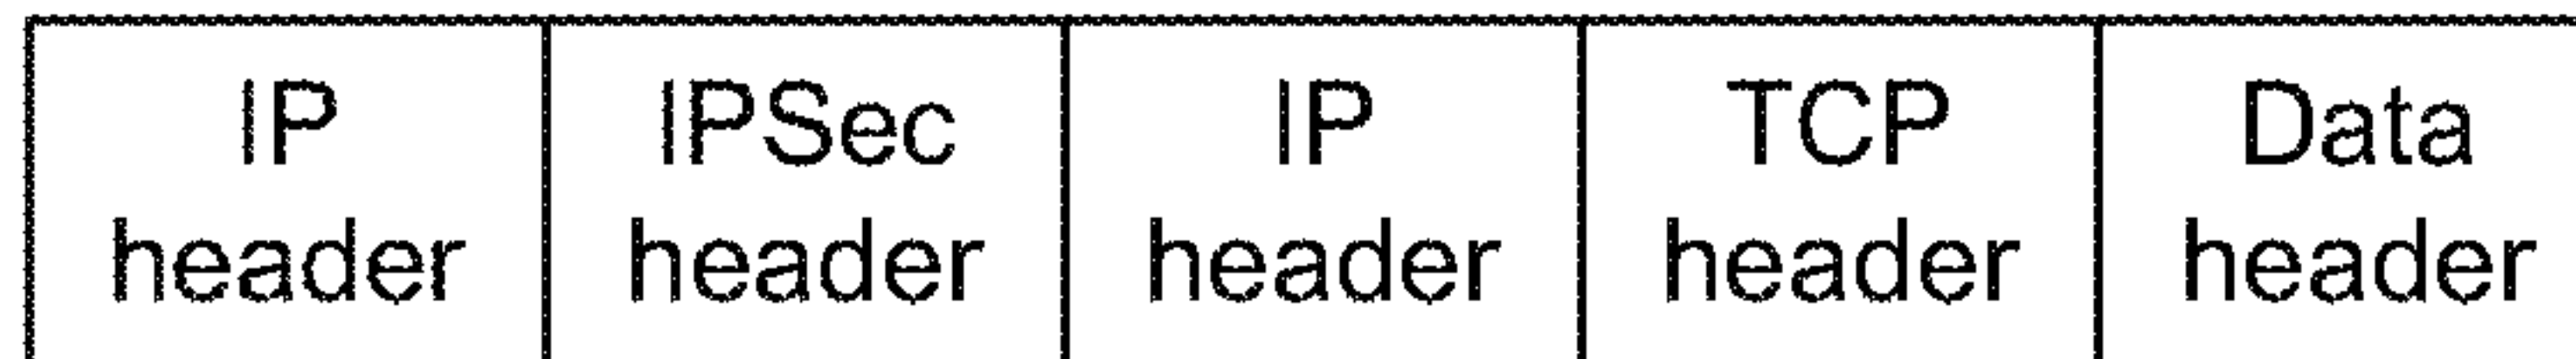 IP IPSec IP TCP Data
header header header header header